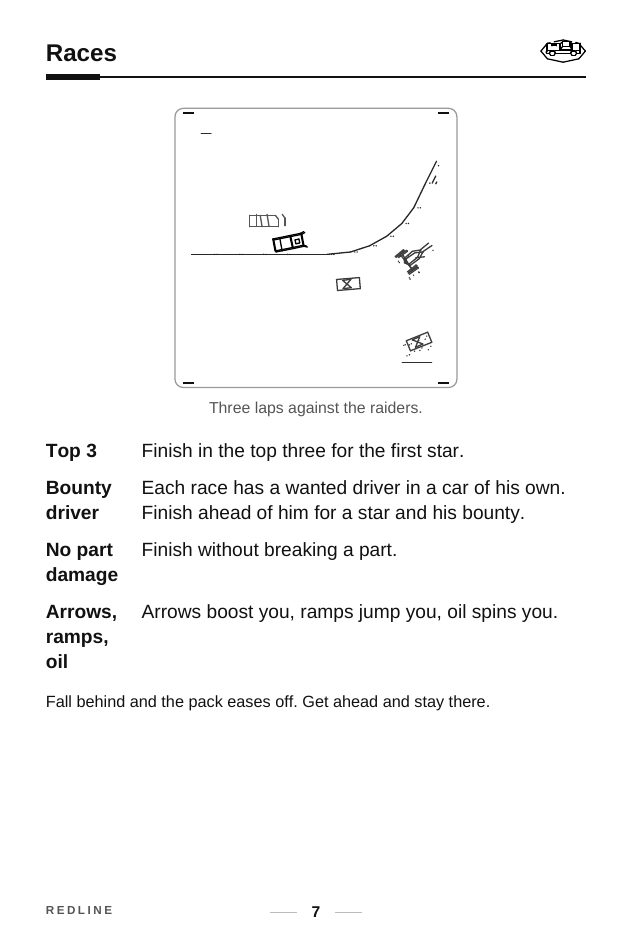 Races
Three laps against the raiders.
Top 3 Finish in the top three for the first star.
Bounty Each race has a wanted driver in a car of his own.
driver Finish ahead of him for a star and his bounty.
No part Finish without breaking a part.
damage
Arrows, Arrows boost you, ramps jump you, oil spins you.
ramps,
oil
Fall behind and the pack eases off. Get ahead and stay there.
REDLINE 7